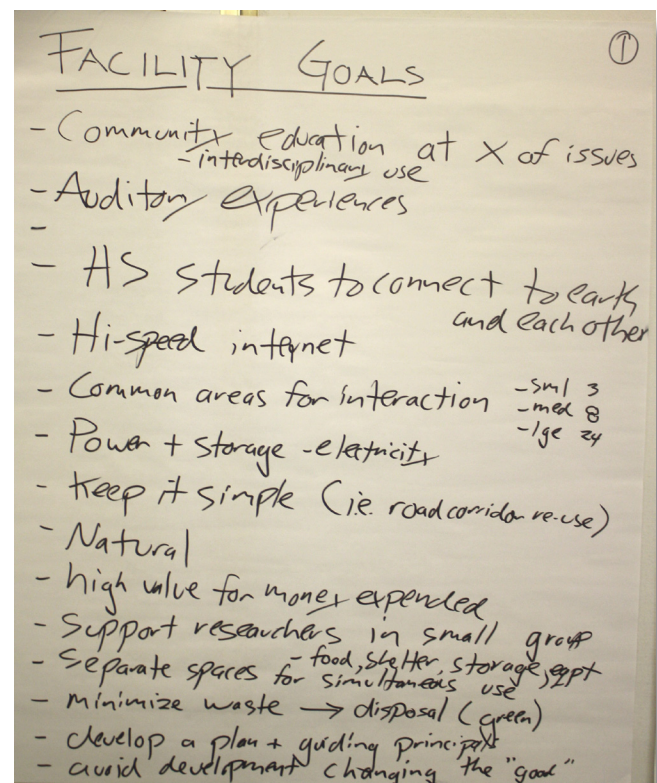 ①
FACILITY GOALS
- Community education at X of issues
- interdisciplinary use
- Auditory experiences
-
- HS students to connect to earth
and each other
- Hi-speed internet
- Common areas for interaction
- sml 3
- med 8
- lge 24
- Power + storage - electricity
- Keep it simple (i.e. road corridor re-use)
- Natural
- high value for money expended
- Support researchers in small group
- food, shelter, storage, eqpt
- Separate spaces for simultaneous use
- minimize waste → disposal (green)
- develop a plan + guiding principals
- avoid development changing the "good"